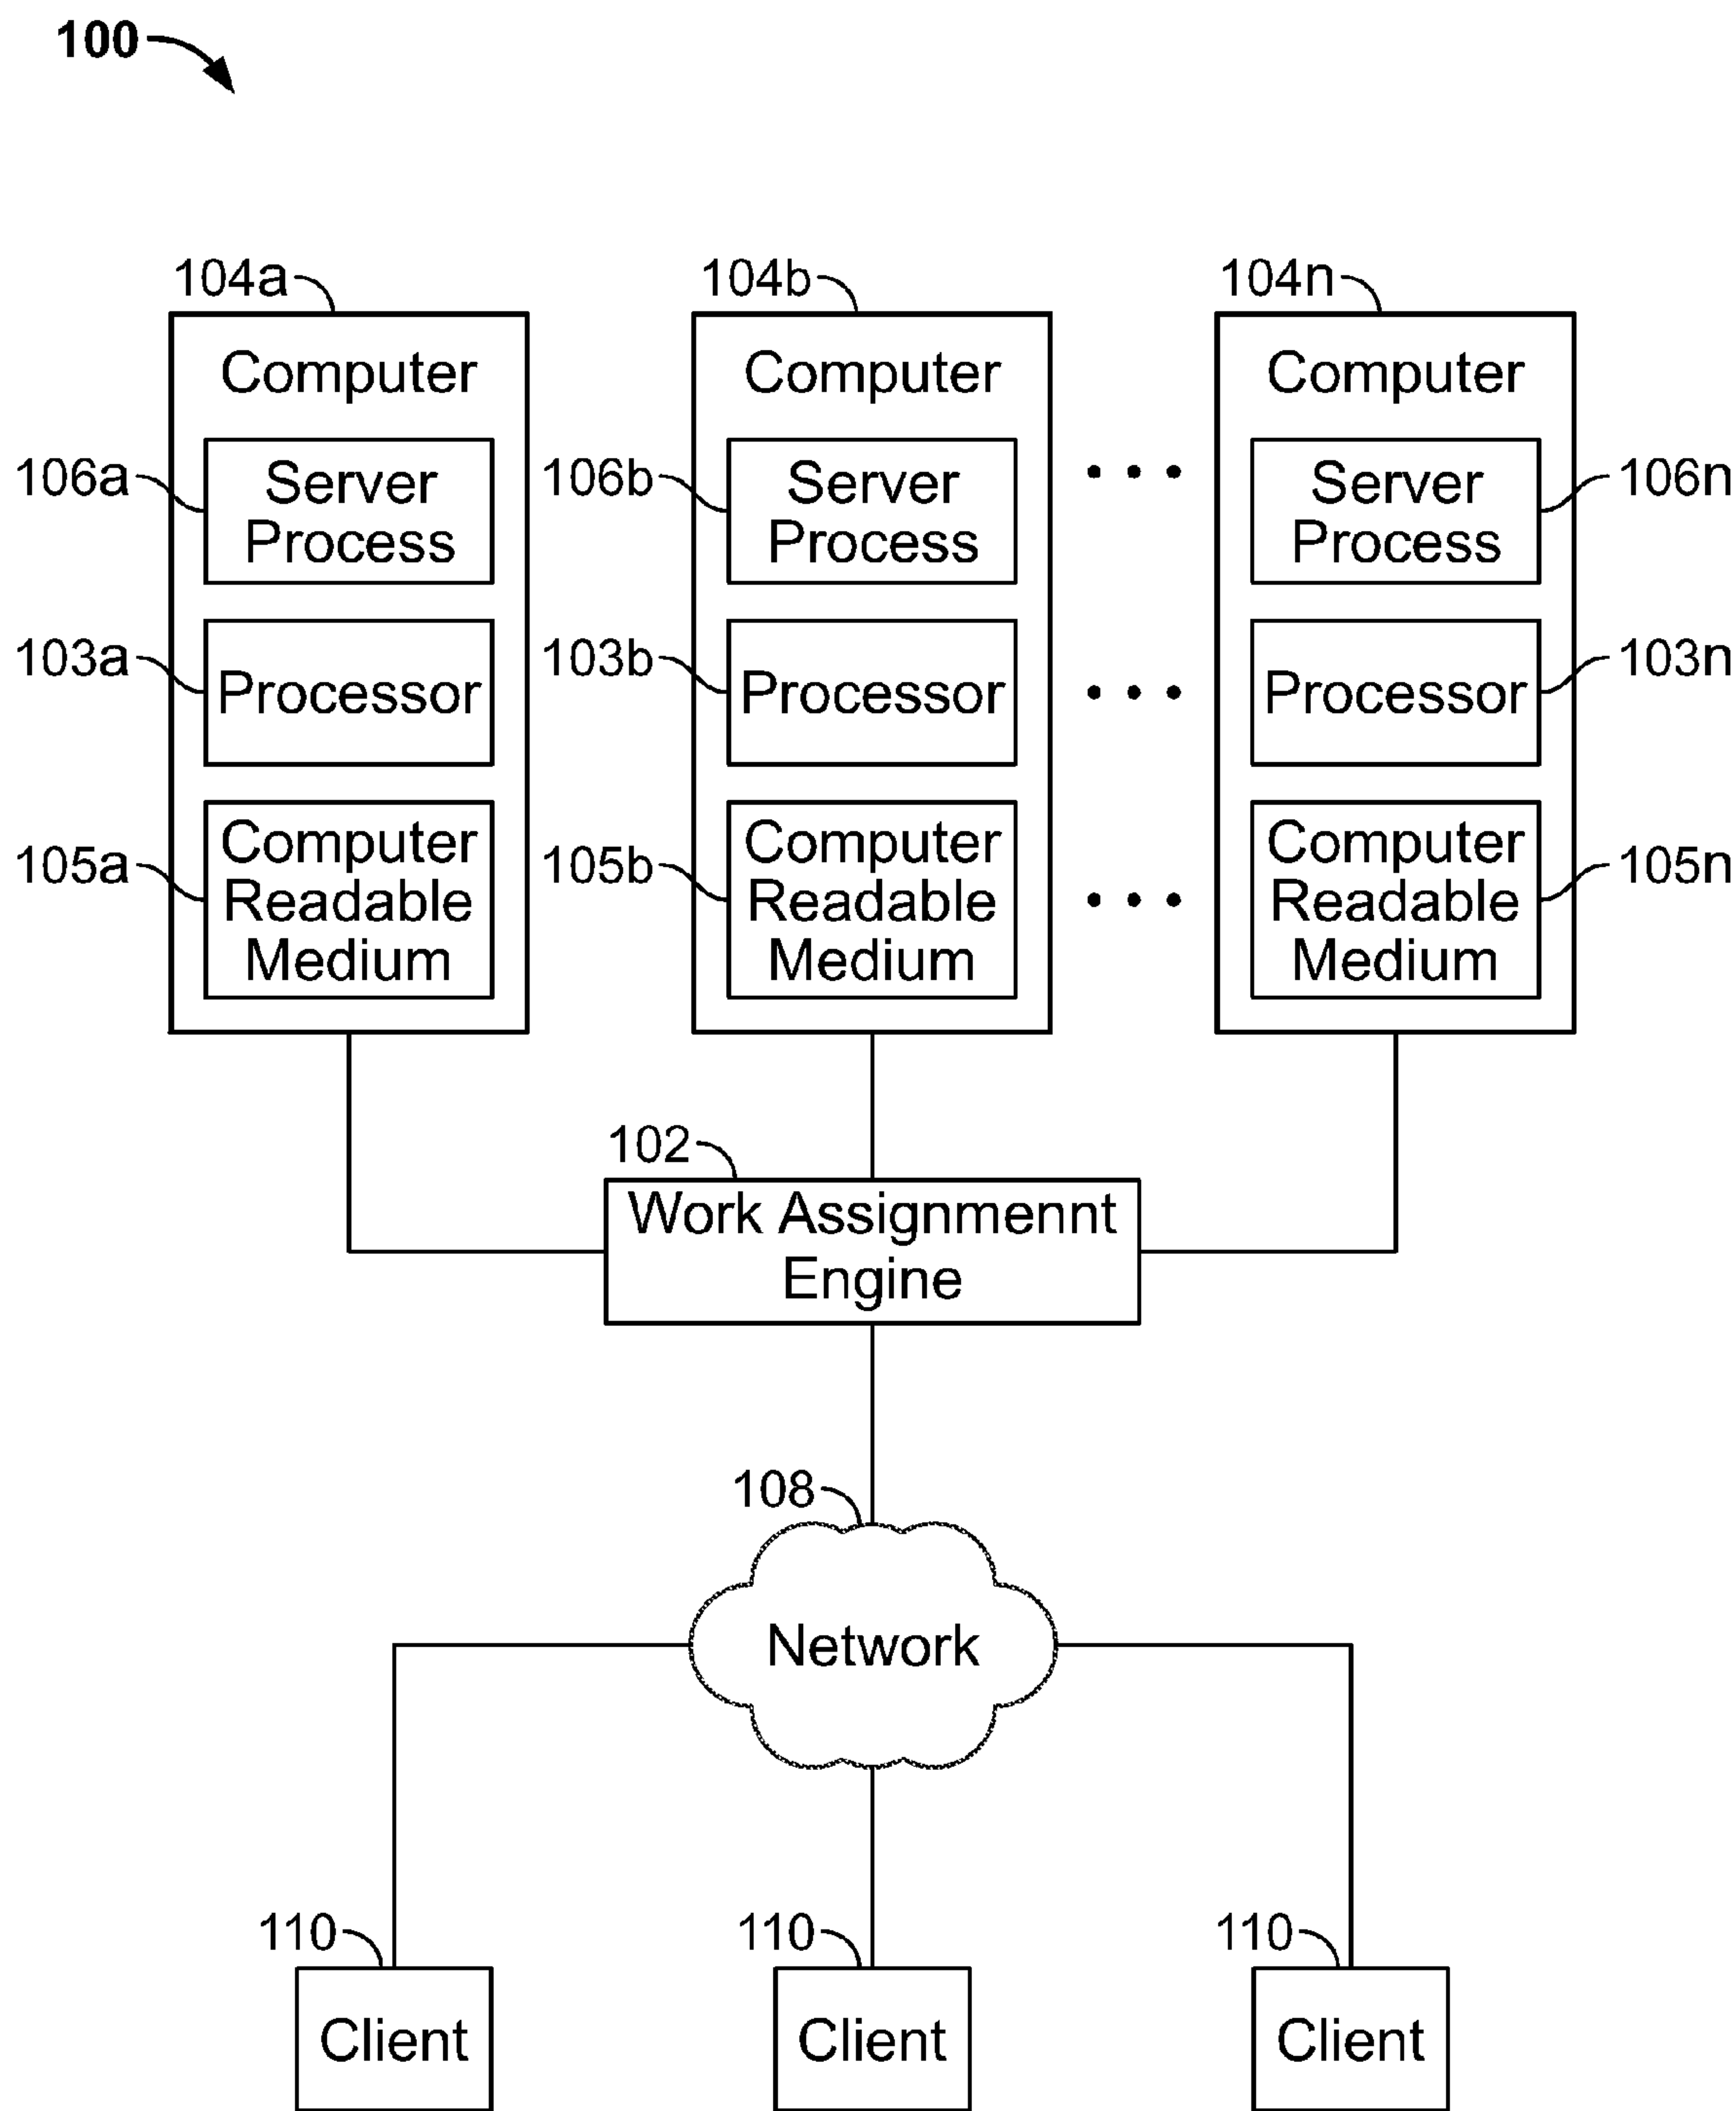 100
104a
104b
104n
Computer
Computer
Computer
106a
Server
Process
106b
Server
Process
• • •
Server
Process
106n
103a
Processor
103b
Processor
• • •
Processor
103n
105a
Computer
Readable
Medium
105b
Computer
Readable
Medium
• • •
Computer
Readable
Medium
105n
102
Work Assignmennt
Engine
108
Network
110
110
110
Client
Client
Client